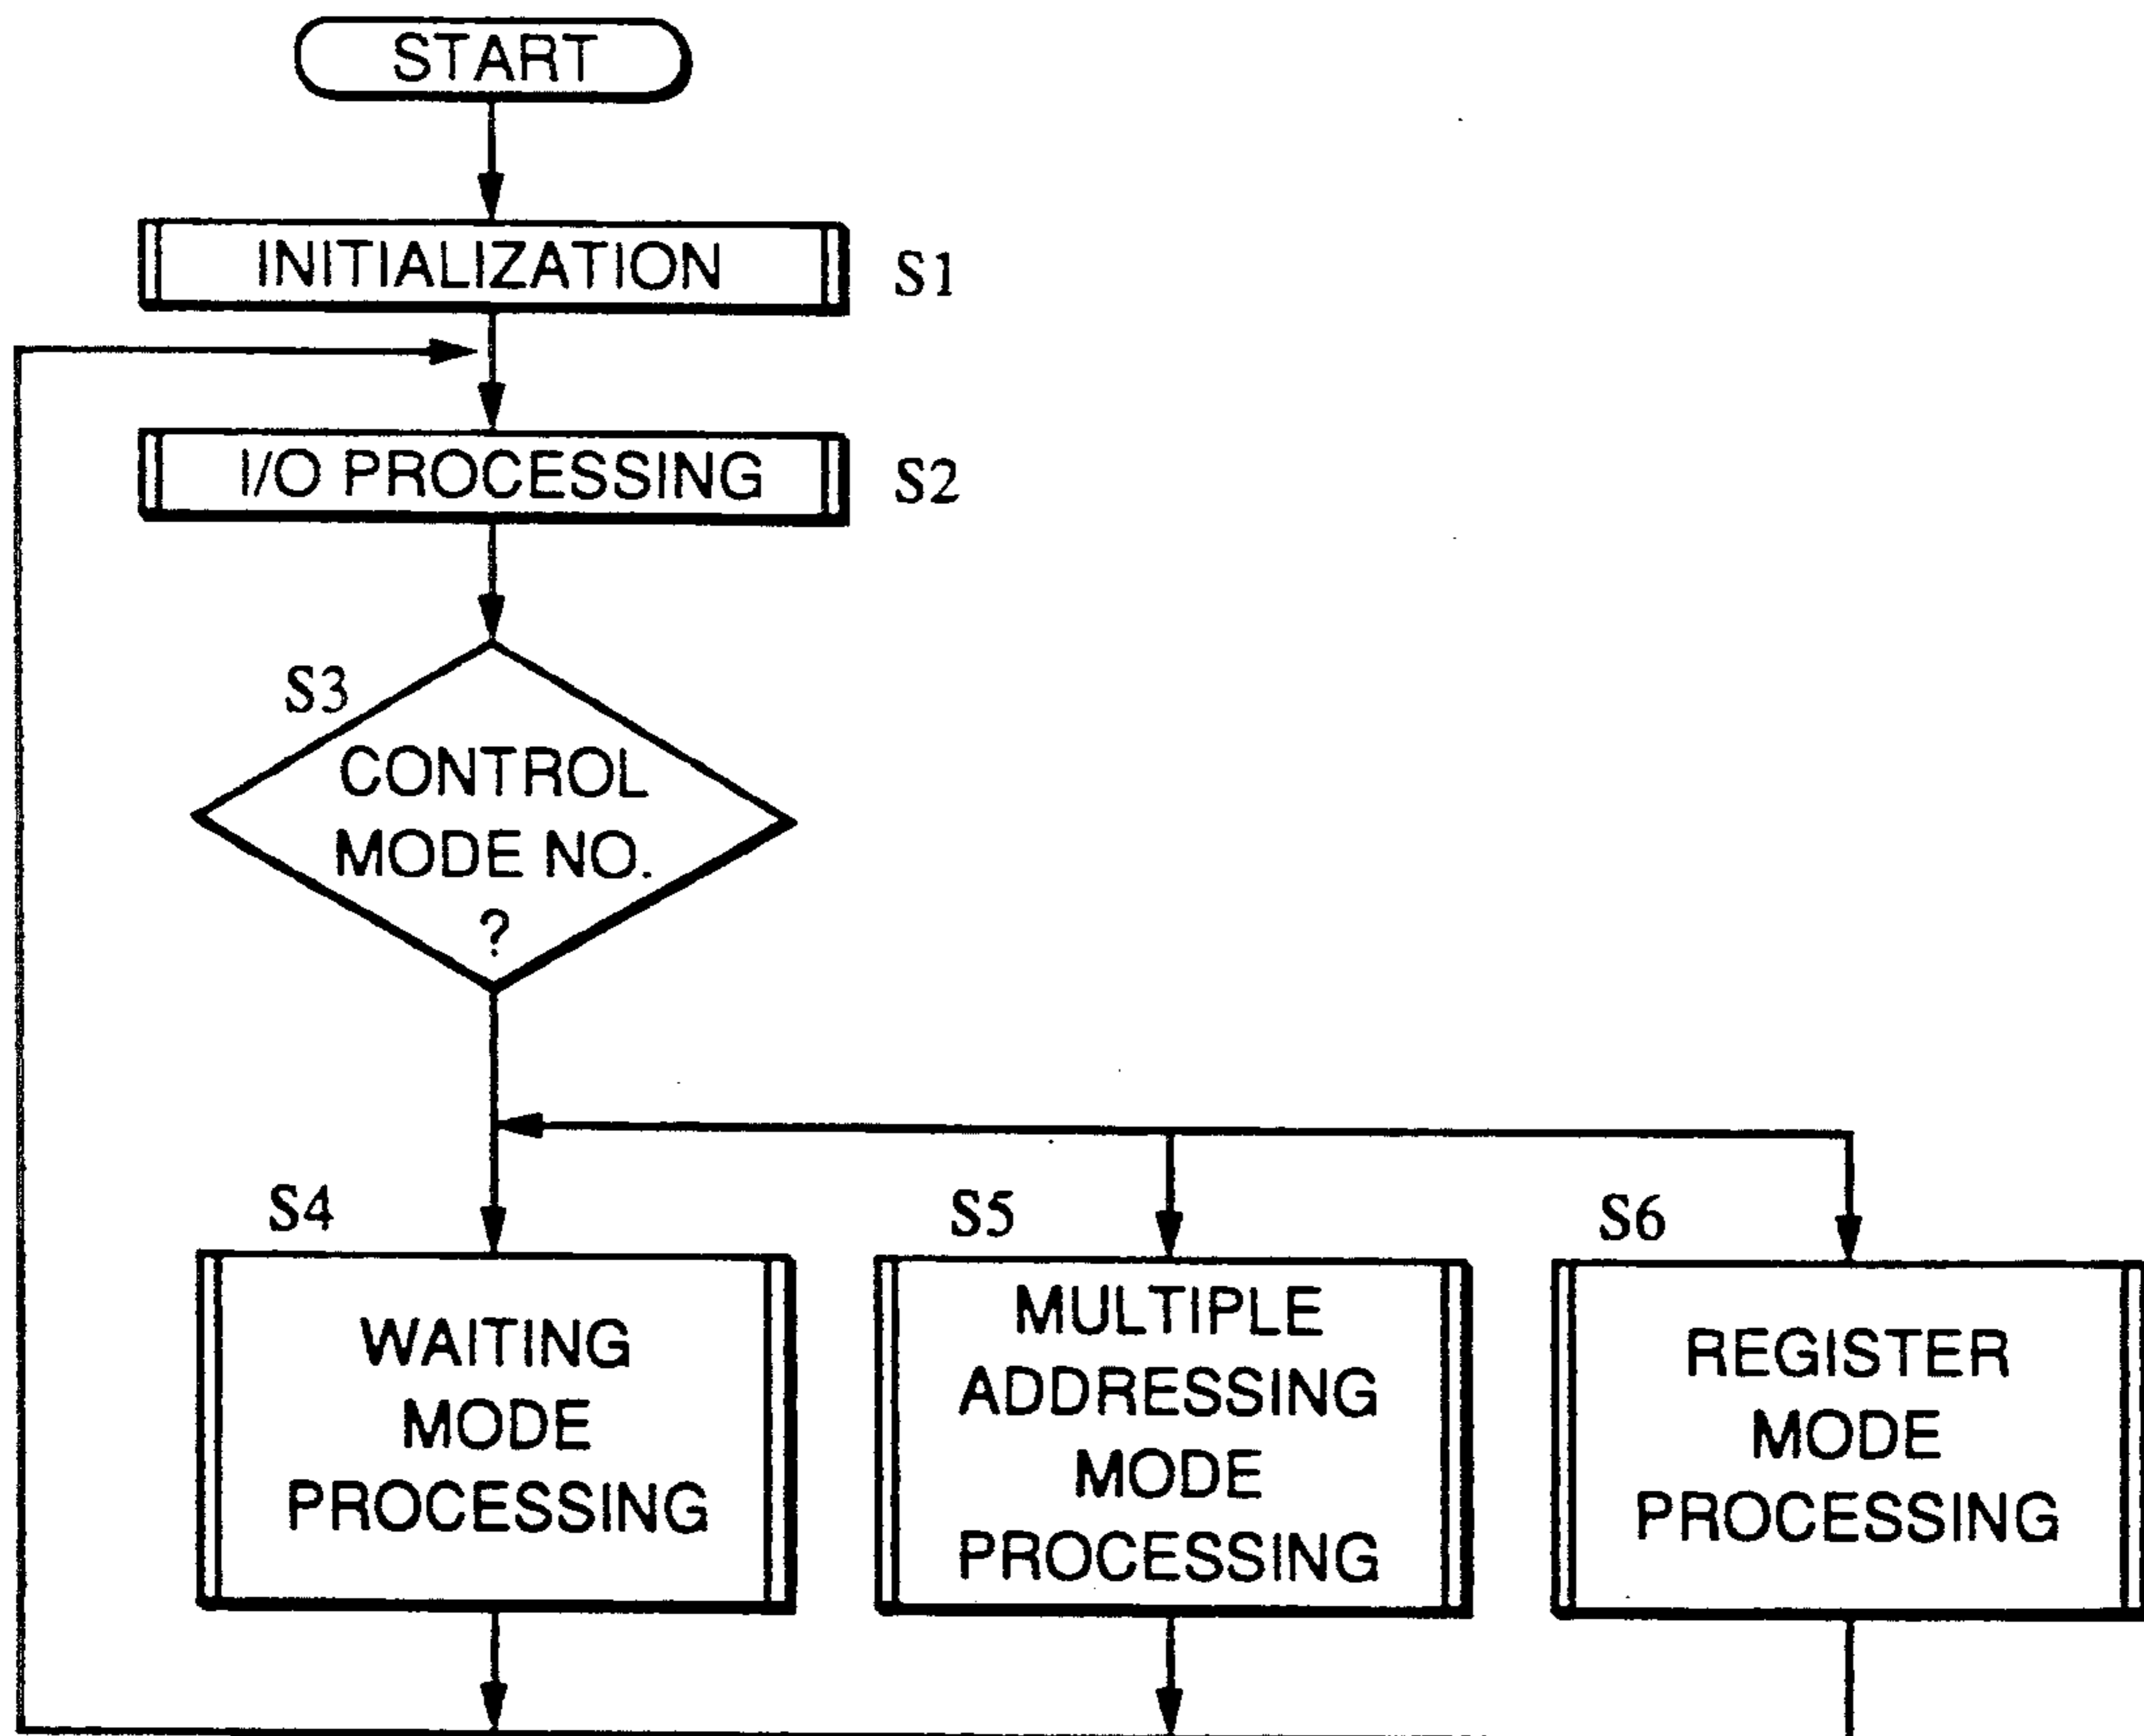 START
INITIALIZATION
S1
I/O PROCESSING
S2
S3
CONTROL
MODE NO.
?
S4
WAITING
MODE
PROCESSING
S5
MULTIPLE
ADDRESSING
MODE
PROCESSING
S6
REGISTER
MODE
PROCESSING